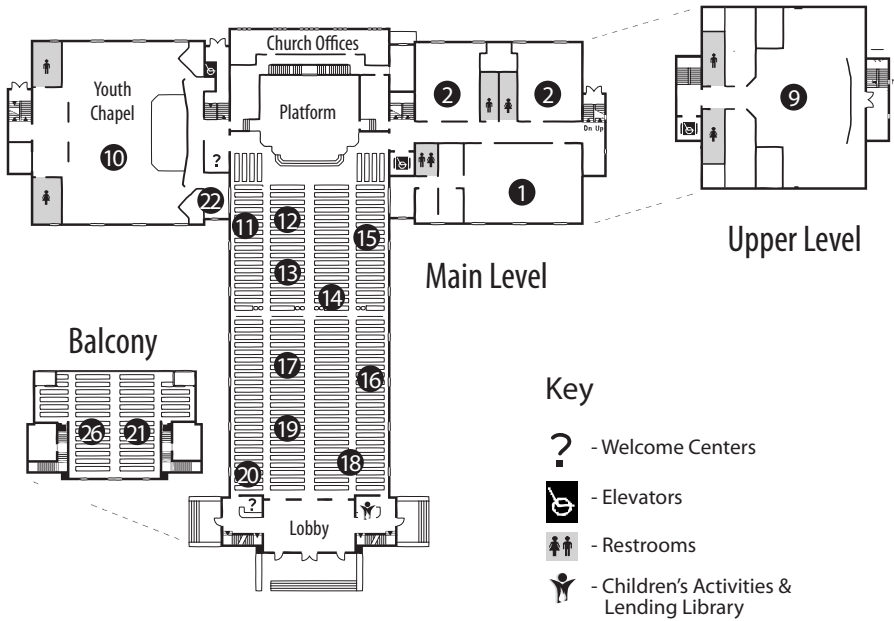 Church Offices
Youth
Chapel
Platform
2
2
9
10
?
Dn Up
1
22
11
12
15
Upper Level
13
Main Level
14
Balcony
17
16
26
21
19
18
20
?
Lobby
Key
? - Welcome Centers
- Elevators
- Restrooms
- Children's Activities &
Lending Library